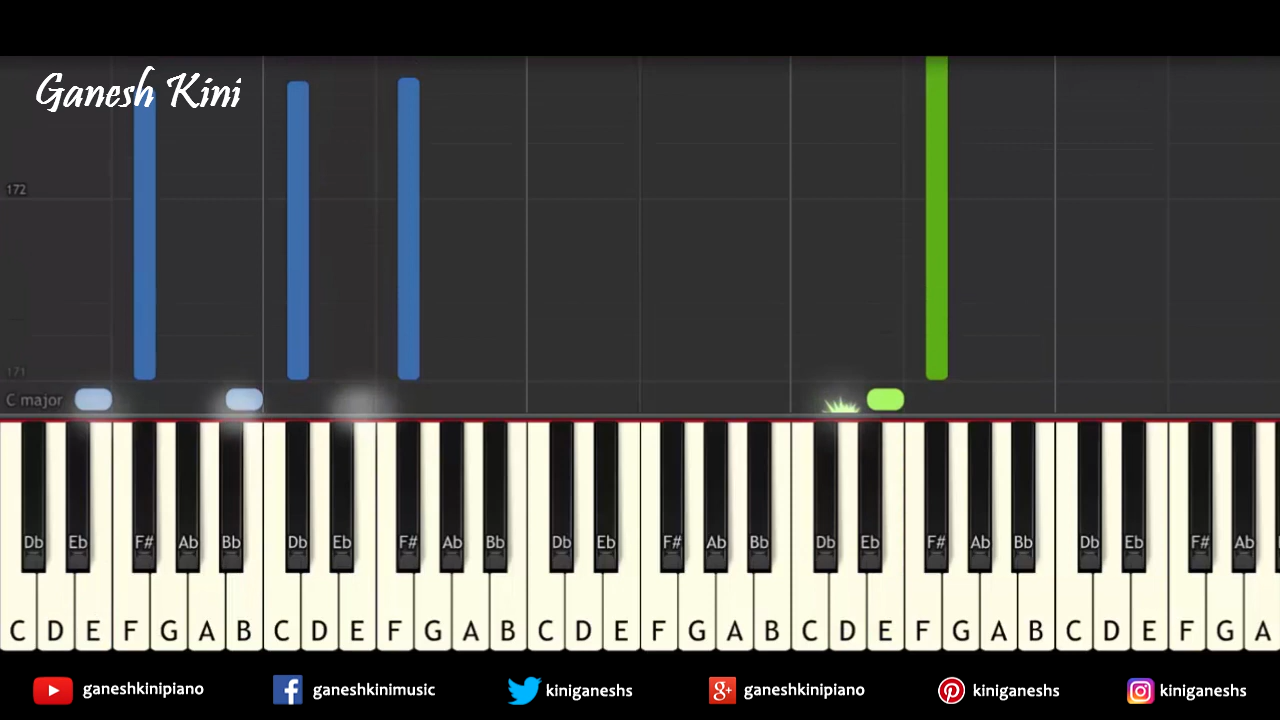 Ganesh Kini
172
171
C major
Db Eb F# Ab Bb Db Eb F# Ab Bb Db Eb F# Ab Bb Db Eb F# Ab Bb Db Eb F# Ab
C D E F G A B C D E F G A B C D E F G A B C D E F G A B C D E F G A
ganeshkinipiano ganeshkinimusic kiniganeshs ganeshkinipiano kiniganeshs kiniganeshs